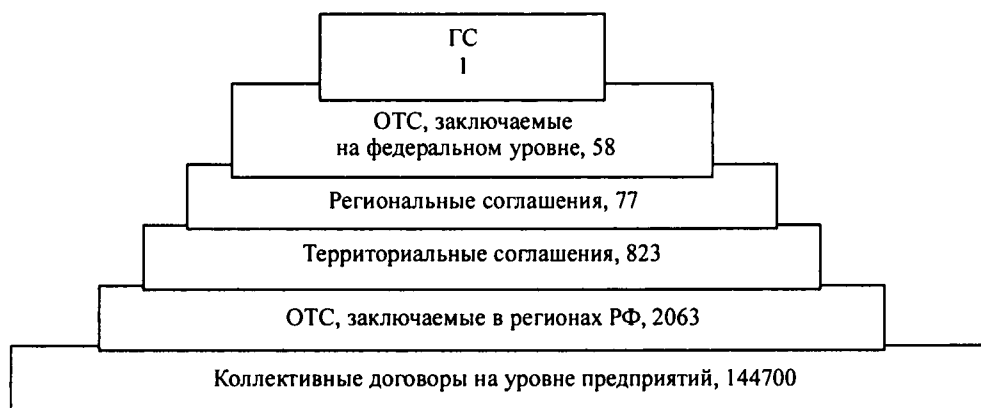 ГС
1
ОТС, заключаемые
на федеральном уровне, 58
Региональные соглашения, 77
Территориальные соглашения, 823
ОТС, заключаемые в регионах РФ, 2063
Коллективные договоры на уровне предприятий, 144700